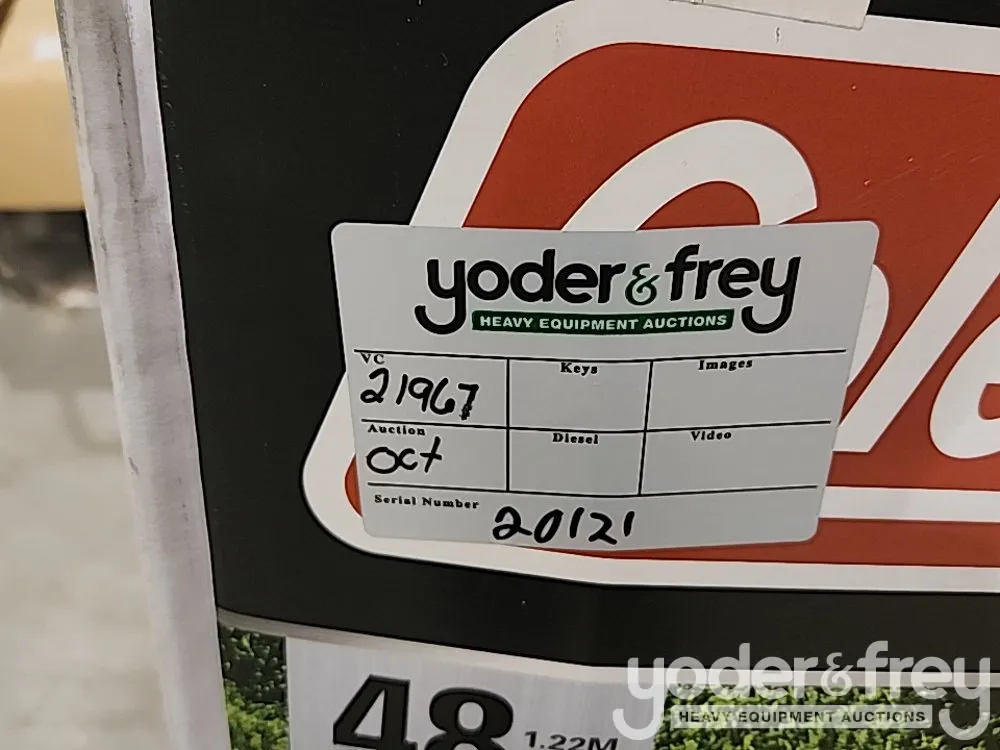 yoder&frey
HEAVY EQUIPMENT AUCTIONS
VC Keys Images
21967
Auction Diesel Video
Oct
Serial Number 20121
48 1.22M
yoder&frey
HEAVY EQUIPMENT AUCTIONS